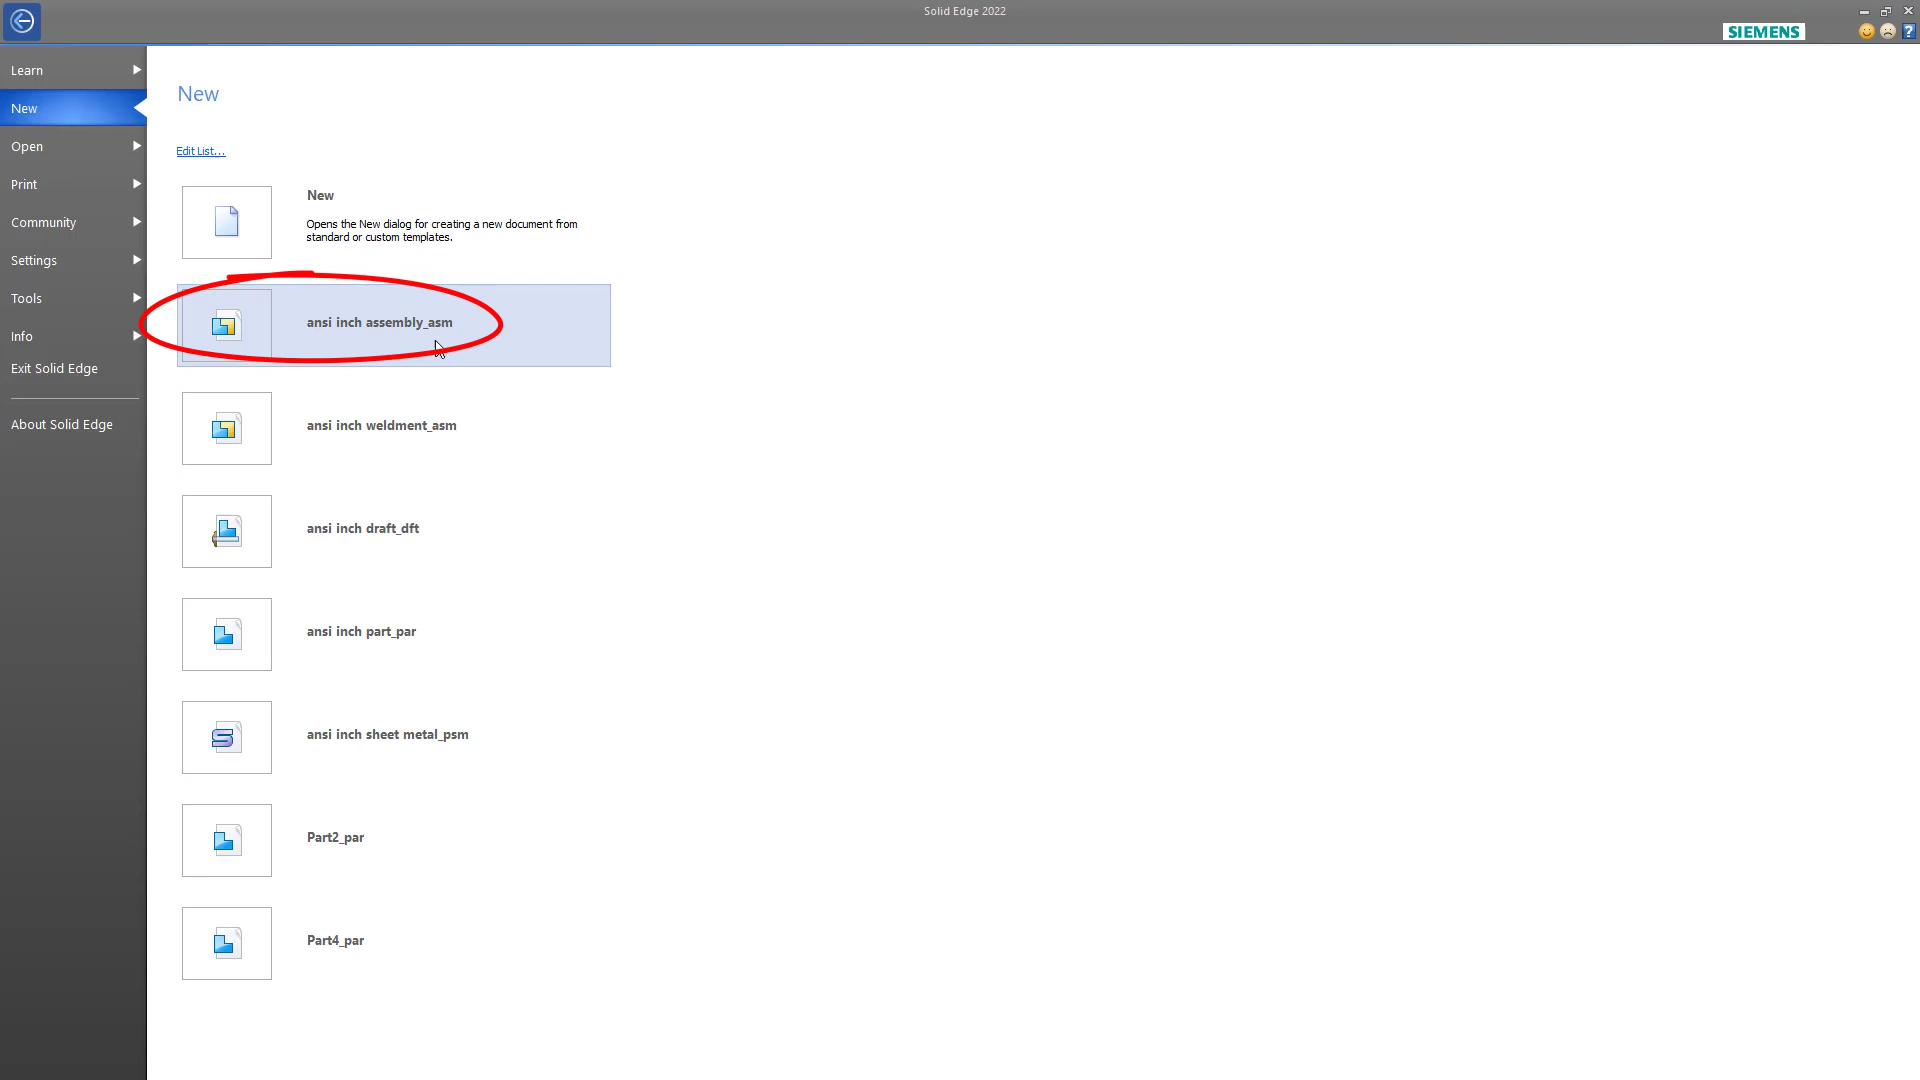 Solid Edge 2022
SIEMENS
?
Learn
New
Open
Print
Community
Settings
Tools
Info
Exit Solid Edge
About Solid Edge
New
Edit List...
New
Opens the New dialog for creating a new document from
standard or custom templates.
ansi inch assembly_asm
ansi inch weldment_asm
ansi inch draft_dft
ansi inch part_par
ansi inch sheet metal_psm
Part2_par
Part4_par